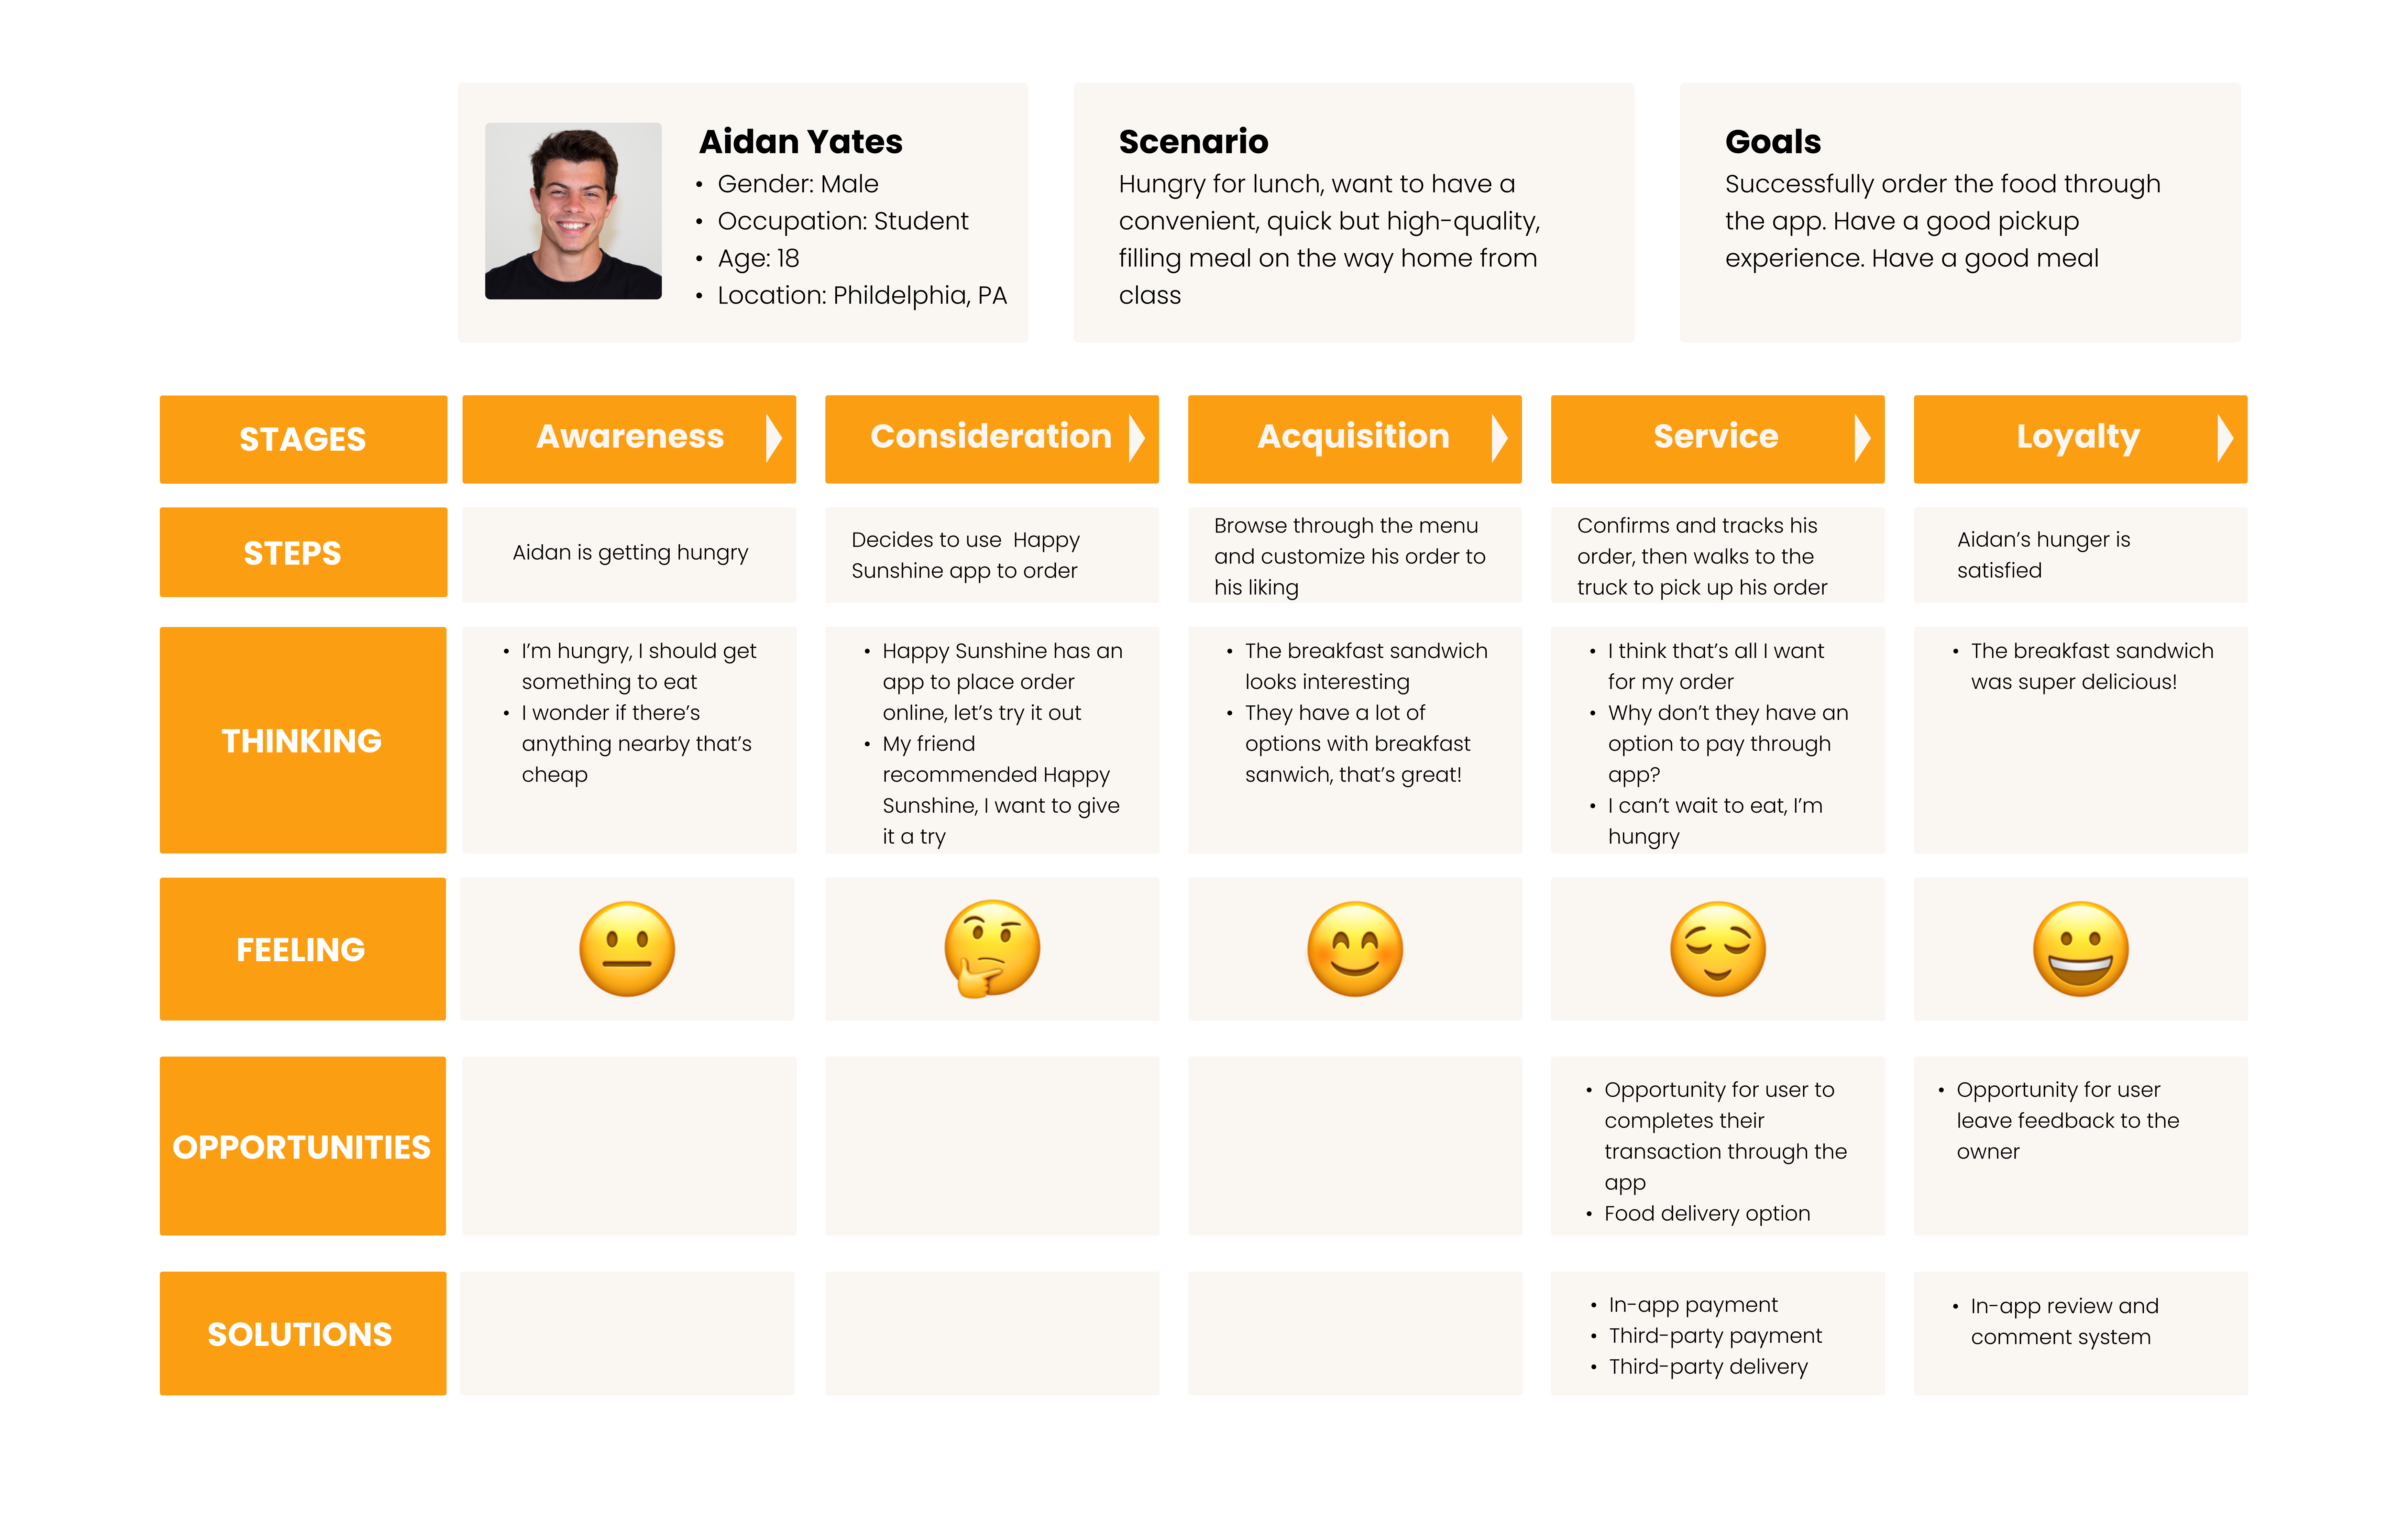 Aidan Yates
• Gender: Male
• Occupation: Student
• Age: 18
• Location: Phildelphia, PA
Scenario
Hungry for lunch, want to have a
convenient, quick but high-quality,
filling meal on the way home from
class
Goals
Successfully order the food through
the app. Have a good pickup
experience. Have a good meal
STAGES
Awareness
Consideration
Acquisition
Service
Loyalty
STEPS
Aidan is getting hungry
Decides to use  Happy
Sunshine app to order
Browse through the menu
and customize his order to
his liking
Confirms and tracks his
order, then walks to the
truck to pick up his order
Aidan’s hunger is
satisfied
THINKING
• I’m hungry, I should get
something to eat
• I wonder if there’s
anything nearby that’s
cheap
• Happy Sunshine has an
app to place order
online, let’s try it out
• My friend
recommended Happy
Sunshine, I want to give
it a try
• The breakfast sandwich
looks interesting
• They have a lot of
options with breakfast
sanwich, that’s great!
• I think that’s all I want
for my order
• Why don’t they have an
option to pay through
app?
• I can’t wait to eat, I’m
hungry
• The breakfast sandwich
was super delicious!
FEELING
OPPORTUNITIES
• Opportunity for user to
completes their
transaction through the
app
• Food delivery option
• Opportunity for user
leave feedback to the
owner
SOLUTIONS
• In-app payment
• Third-party payment
• Third-party delivery
• In-app review and
comment system